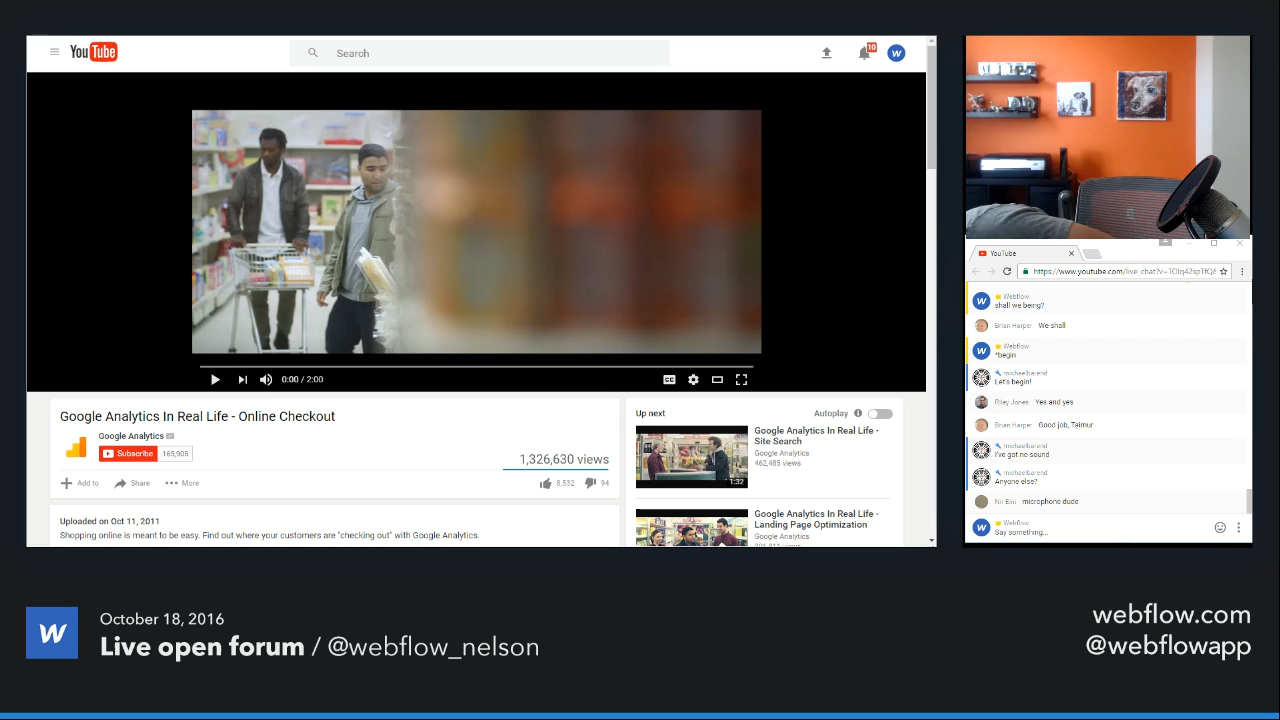 YouTube
Search
10
w
0:00 / 2:00
CC
Google Analytics In Real Life - Online Checkout
Google Analytics
Subscribe 165,905
1,326,630 views
Add to Share More
8,532 94
Uploaded on Oct 11, 2011
Shopping online is meant to be easy. Find out where your customers are "checking out" with Google Analytics.
Up next
Autoplay
1:32
Google Analytics In Real Life -
Site Search
Google Analytics
462,485 views
Google Analytics In Real Life -
Landing Page Optimization
Google Analytics
YouTube
Webflow
shall we being?
Brian Harper We shall
Webflow
*begin
michaelbarend
Let's begin!
Riley Jones Yes and yes
Brian Harper Good job, Taimur
michaelbarend
I've got no sound
michaelbarend
Anyone else?
microphone dude
Webflow
Say something...
w
October 18, 2016
Live open forum / @webflow_nelson
webflow.com
@webflowapp